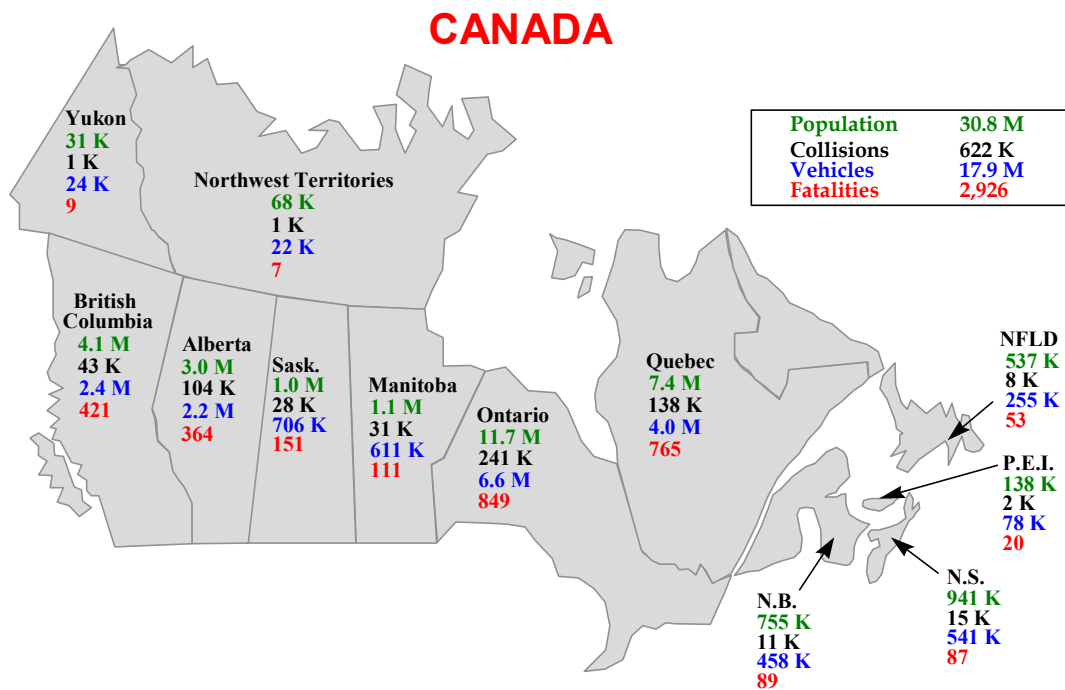 CANADA
Population 30.8 M
Collisions 622 K
Vehicles 17.9 M
Fatalities 2,926
Yukon
31 K
1 K
24 K
9
Northwest Territories
68 K
1 K
22 K
7
British
Columbia
4.1 M
43 K
2.4 M
421
Alberta
3.0 M
104 K
2.2 M
364
Sask.
1.0 M
28 K
706 K
151
Manitoba
1.1 M
31 K
611 K
111
Ontario
11.7 M
241 K
6.6 M
849
Quebec
7.4 M
138 K
4.0 M
765
NFLD
537 K
8 K
255 K
53
P.E.I.
138 K
2 K
78 K
20
N.S.
941 K
15 K
541 K
87
N.B.
755 K
11 K
458 K
89